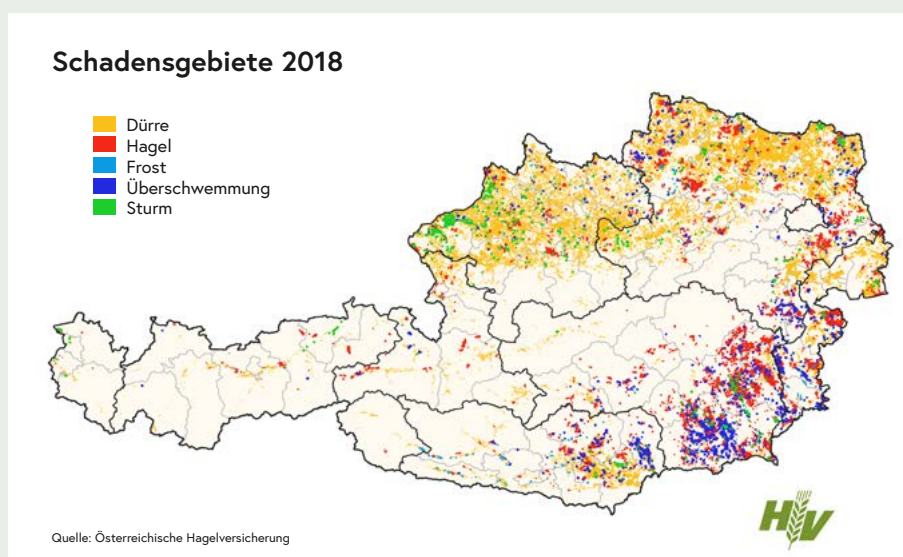 Schadensgebiete 2018
Dürre
Hagel
Frost
Überschwemmung
Sturm
Quelle: Österreichische Hagelversicherung
HV